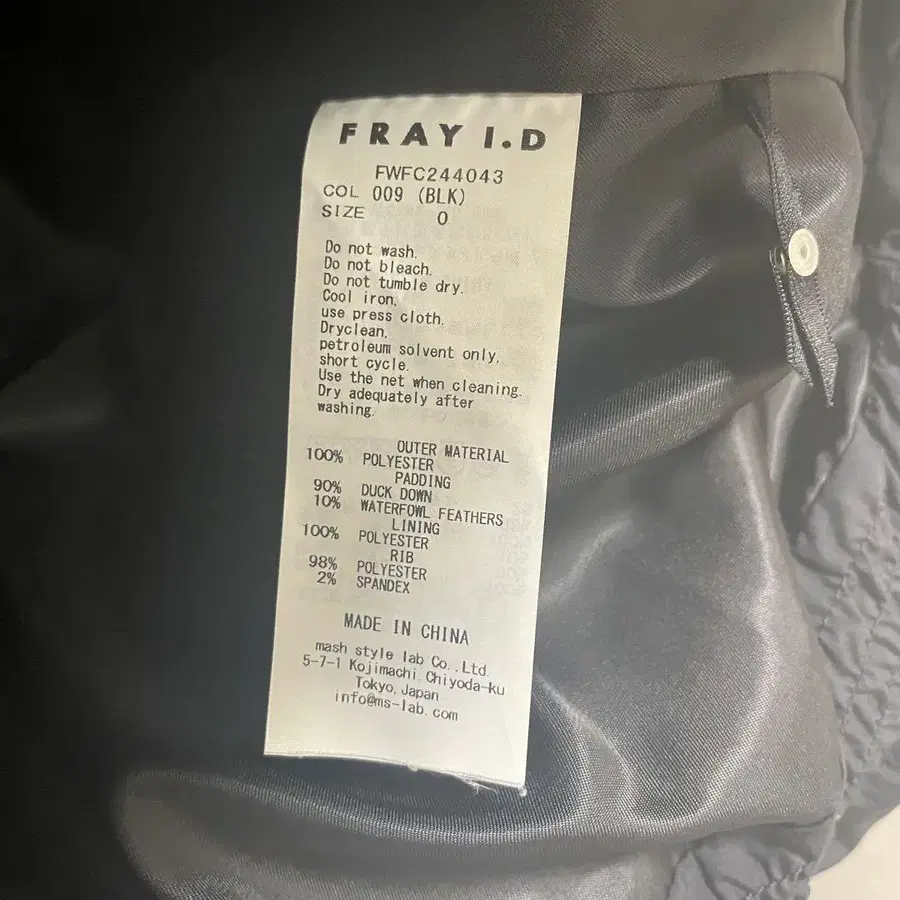 FRAY I.D
FWFC244043
COL 009 (BLK)
SIZE 0
Do not wash.
Do not bleach.
Do not tumble dry.
Cool iron,
use press cloth.
Dryclean,
petroleum solvent only,
short cycle.
Use the net when cleaning.
Dry adequately after
washing.
OUTER MATERIAL
100% POLYESTER
PADDING
90% DUCK DOWN
10% WATERFOWL FEATHERS
LINING
100% POLYESTER
RIB
98% POLYESTER
2% SPANDEX
MADE IN CHINA
mash style lab Co.,Ltd.
5-7-1 Kojimachi,Chiyoda-ku
Tokyo,Japan
info@ms-lab.com